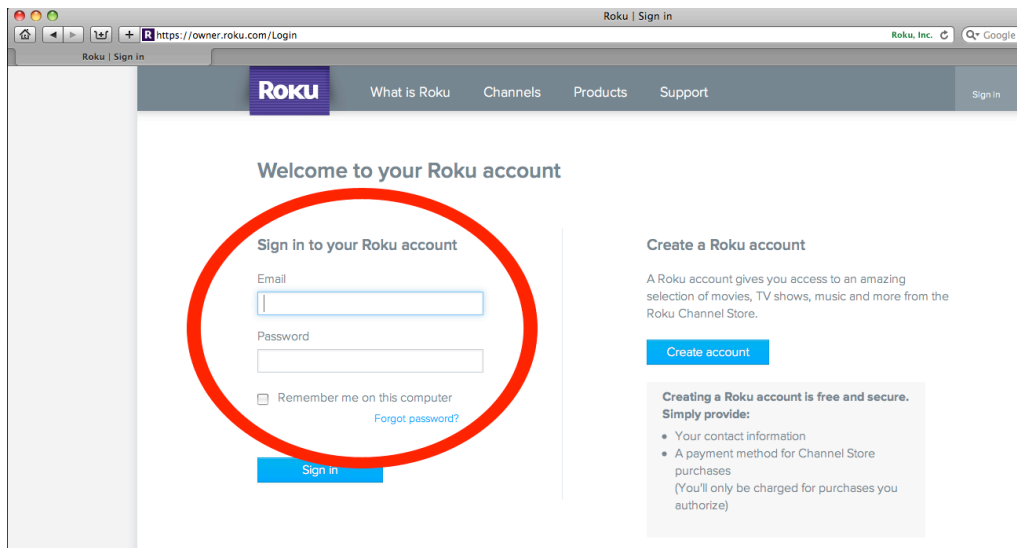 Roku | Sign in
https://owner.roku.com/Login
Roku, Inc.
Google
Roku | Sign in
ROKU
What is Roku
Channels
Products
Support
Sign In
Welcome to your Roku account
Sign in to your Roku account
Email
Password
Remember me on this computer
Forgot password?
Sign In
Create a Roku account
A Roku account gives you access to an amazing
selection of movies, TV shows, music and more from the
Roku Channel Store.
Create account
Creating a Roku account is free and secure.
Simply provide:
• Your contact information
• A payment method for Channel Store
purchases
(You'll only be charged for purchases you
authorize)